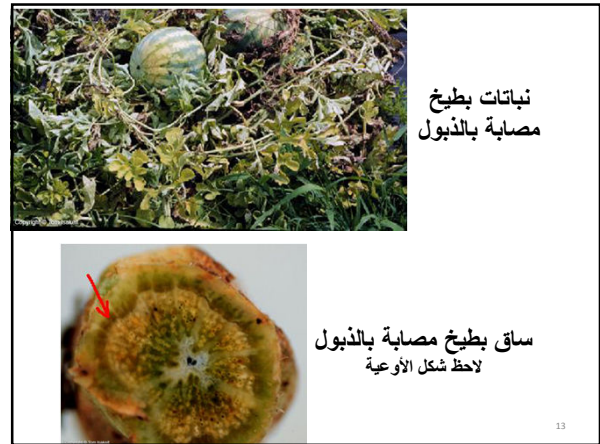 نباتات بطيخ
مصابة بالذبول
ساق بطيخ مصابة بالذبول
لاحظ شكل الأوعية
13